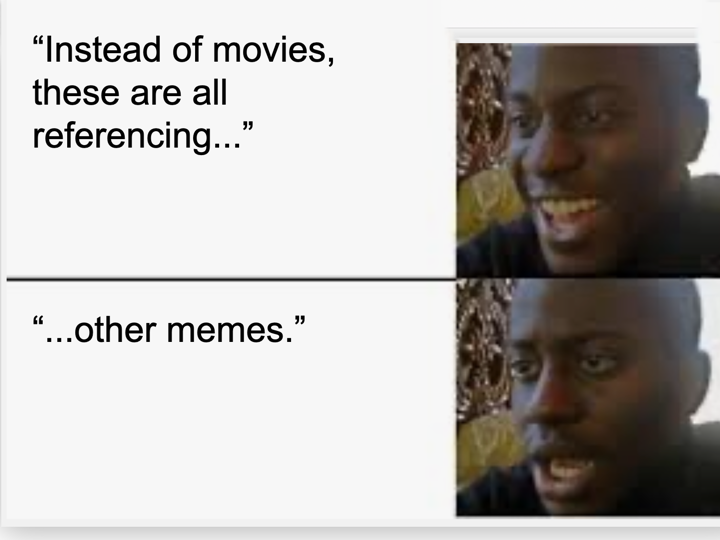 “Instead of movies,
these are all
referencing...”
“...other memes.”